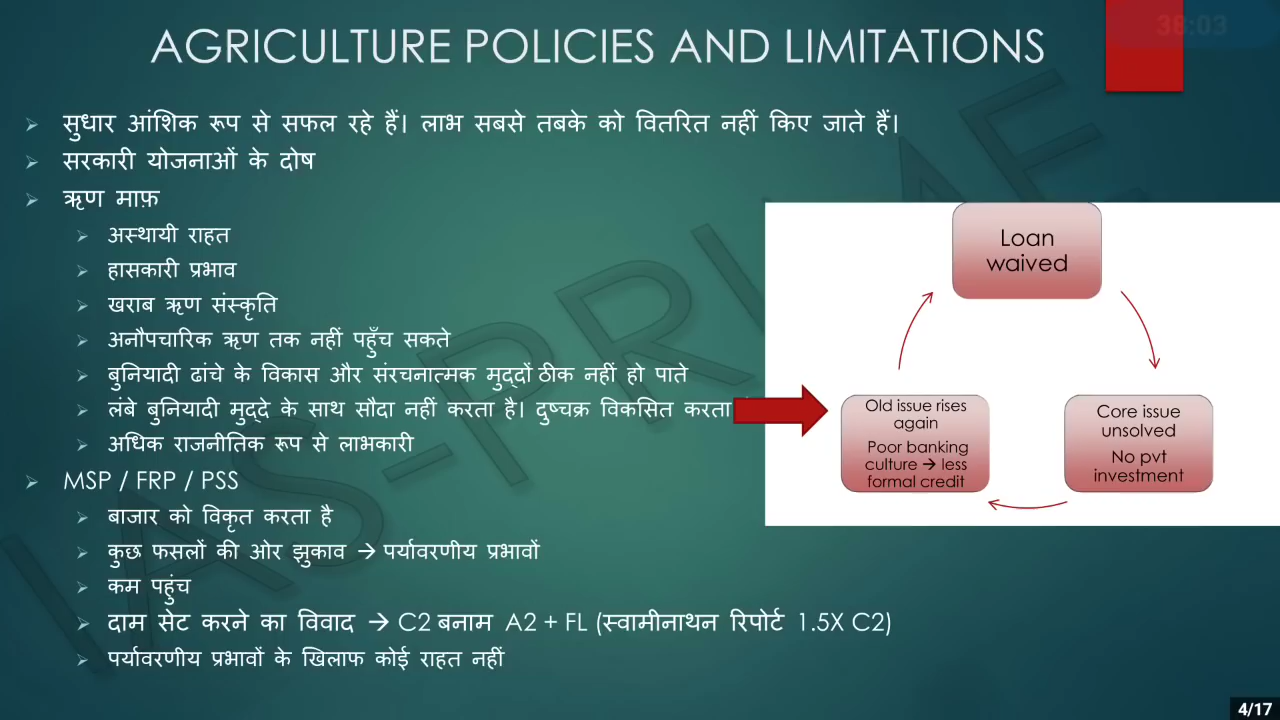 38:03
AGRICULTURE POLICIES AND LIMITATIONS
सुधार आंशिक रूप से सफल रहे हैं। लाभ सबसे तबके को वितरित नहीं किए जाते हैं।
सरकारी योजनाओं के दोष
ऋण माफ़
अस्थायी राहत
हासकारी प्रभाव
खराब ऋण संस्कृति
अनौपचारिक ऋण तक नहीं पहुँच सकते
बुनियादी ढांचे के विकास और संरचनात्मक मुद्दों ठीक नहीं हो पाते
लंबे बुनियादी मुद्दे के साथ सौदा नहीं करता है। दुष्चक्र विकसित करता
अधिक राजनीतिक रूप से लाभकारी
MSP / FRP / PSS
बाजार को विकृत करता है
कुछ फसलों की ओर झुकाव → पर्यावरणीय प्रभावों
कम पहुंच
दाम सेट करने का विवाद → C2 बनाम A2 + FL (स्वामीनाथन रिपोर्ट 1.5X C2)
पर्यावरणीय प्रभावों के खिलाफ कोई राहत नहीं
Loan
waived
Core issue
unsolved
No pvt
investment
Old issue rises
again
Poor banking
culture → less
formal credit
IAS-PRIME
4/17